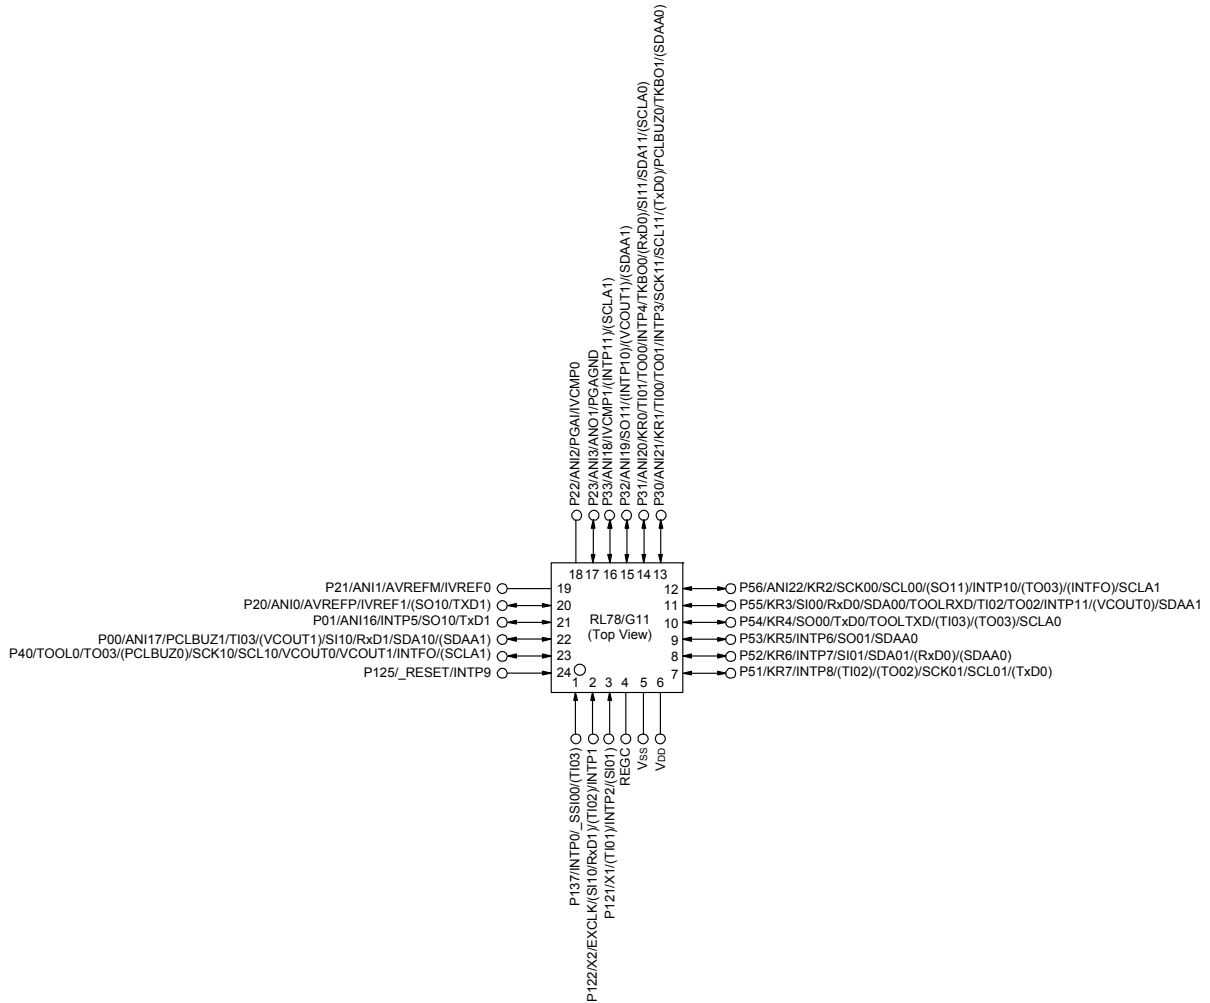 P22/ANI2/PGAI/IVCMP0
P23/ANI3/ANO1/PGAGND
P33/ANI18/IVCMP1/(INTP11)/(SCLA1)
P32/ANI19/SO11/(INTP10)/(VCOUT1)/(SDAA1)
P31/ANI20/KR0/TI01/TO00/INTP4/TKBO0/(RxD0)/SI11/SDA11/(SCLA0)
P30/ANI21/KR1/TI00/TO01/INTP3/SCK11/SCL11/(TxD0)/PCLBUZ0/TKBO1/(SDAA0)
18 17 16 15 14 13
P21/ANI1/AVREFM/IVREF0 19
P20/ANI0/AVREFP/IVREF1/(SO10/TXD1) 20
P01/ANI16/INTP5/SO10/TxD1 21
P00/ANI17/PCLBUZ1/TI03/(VCOUT1)/SI10/RxD1/SDA10/(SDAA1) 22
P40/TOOL0/TO03/(PCLBUZ0)/SCK10/SCL10/VCOUT0/VCOUT1/INTFO/(SCLA1) 23
P125/_RESET/INTP9 24
RL78/G11
(Top View)
12 P56/ANI22/KR2/SCK00/SCL00/(SO11)/INTP10/(TO03)/(INTFO)/SCLA1
11 P55/KR3/SI00/RxD0/SDA00/TOOLRXD/TI02/TO02/INTP11/(VCOUT0)/SDAA1
10 P54/KR4/SO00/TxD0/TOOLTXD/(TI03)/(TO03)/SCLA0
9 P53/KR5/INTP6/SO01/SDAA0
8 P52/KR6/INTP7/SI01/SDA01/(RxD0)/(SDAA0)
7 P51/KR7/INTP8/(TI02)/(TO02)/SCK01/SCL01/(TxD0)
1 2 3 4 5 6
P137/INTP0/_SSI00/(TI03)
P122/X2/EXCLK/(SI10/RxD1)/(TI02)/INTP1
P121/X1/(TI01)/INTP2/(SI01)
REGC
VSS
VDD